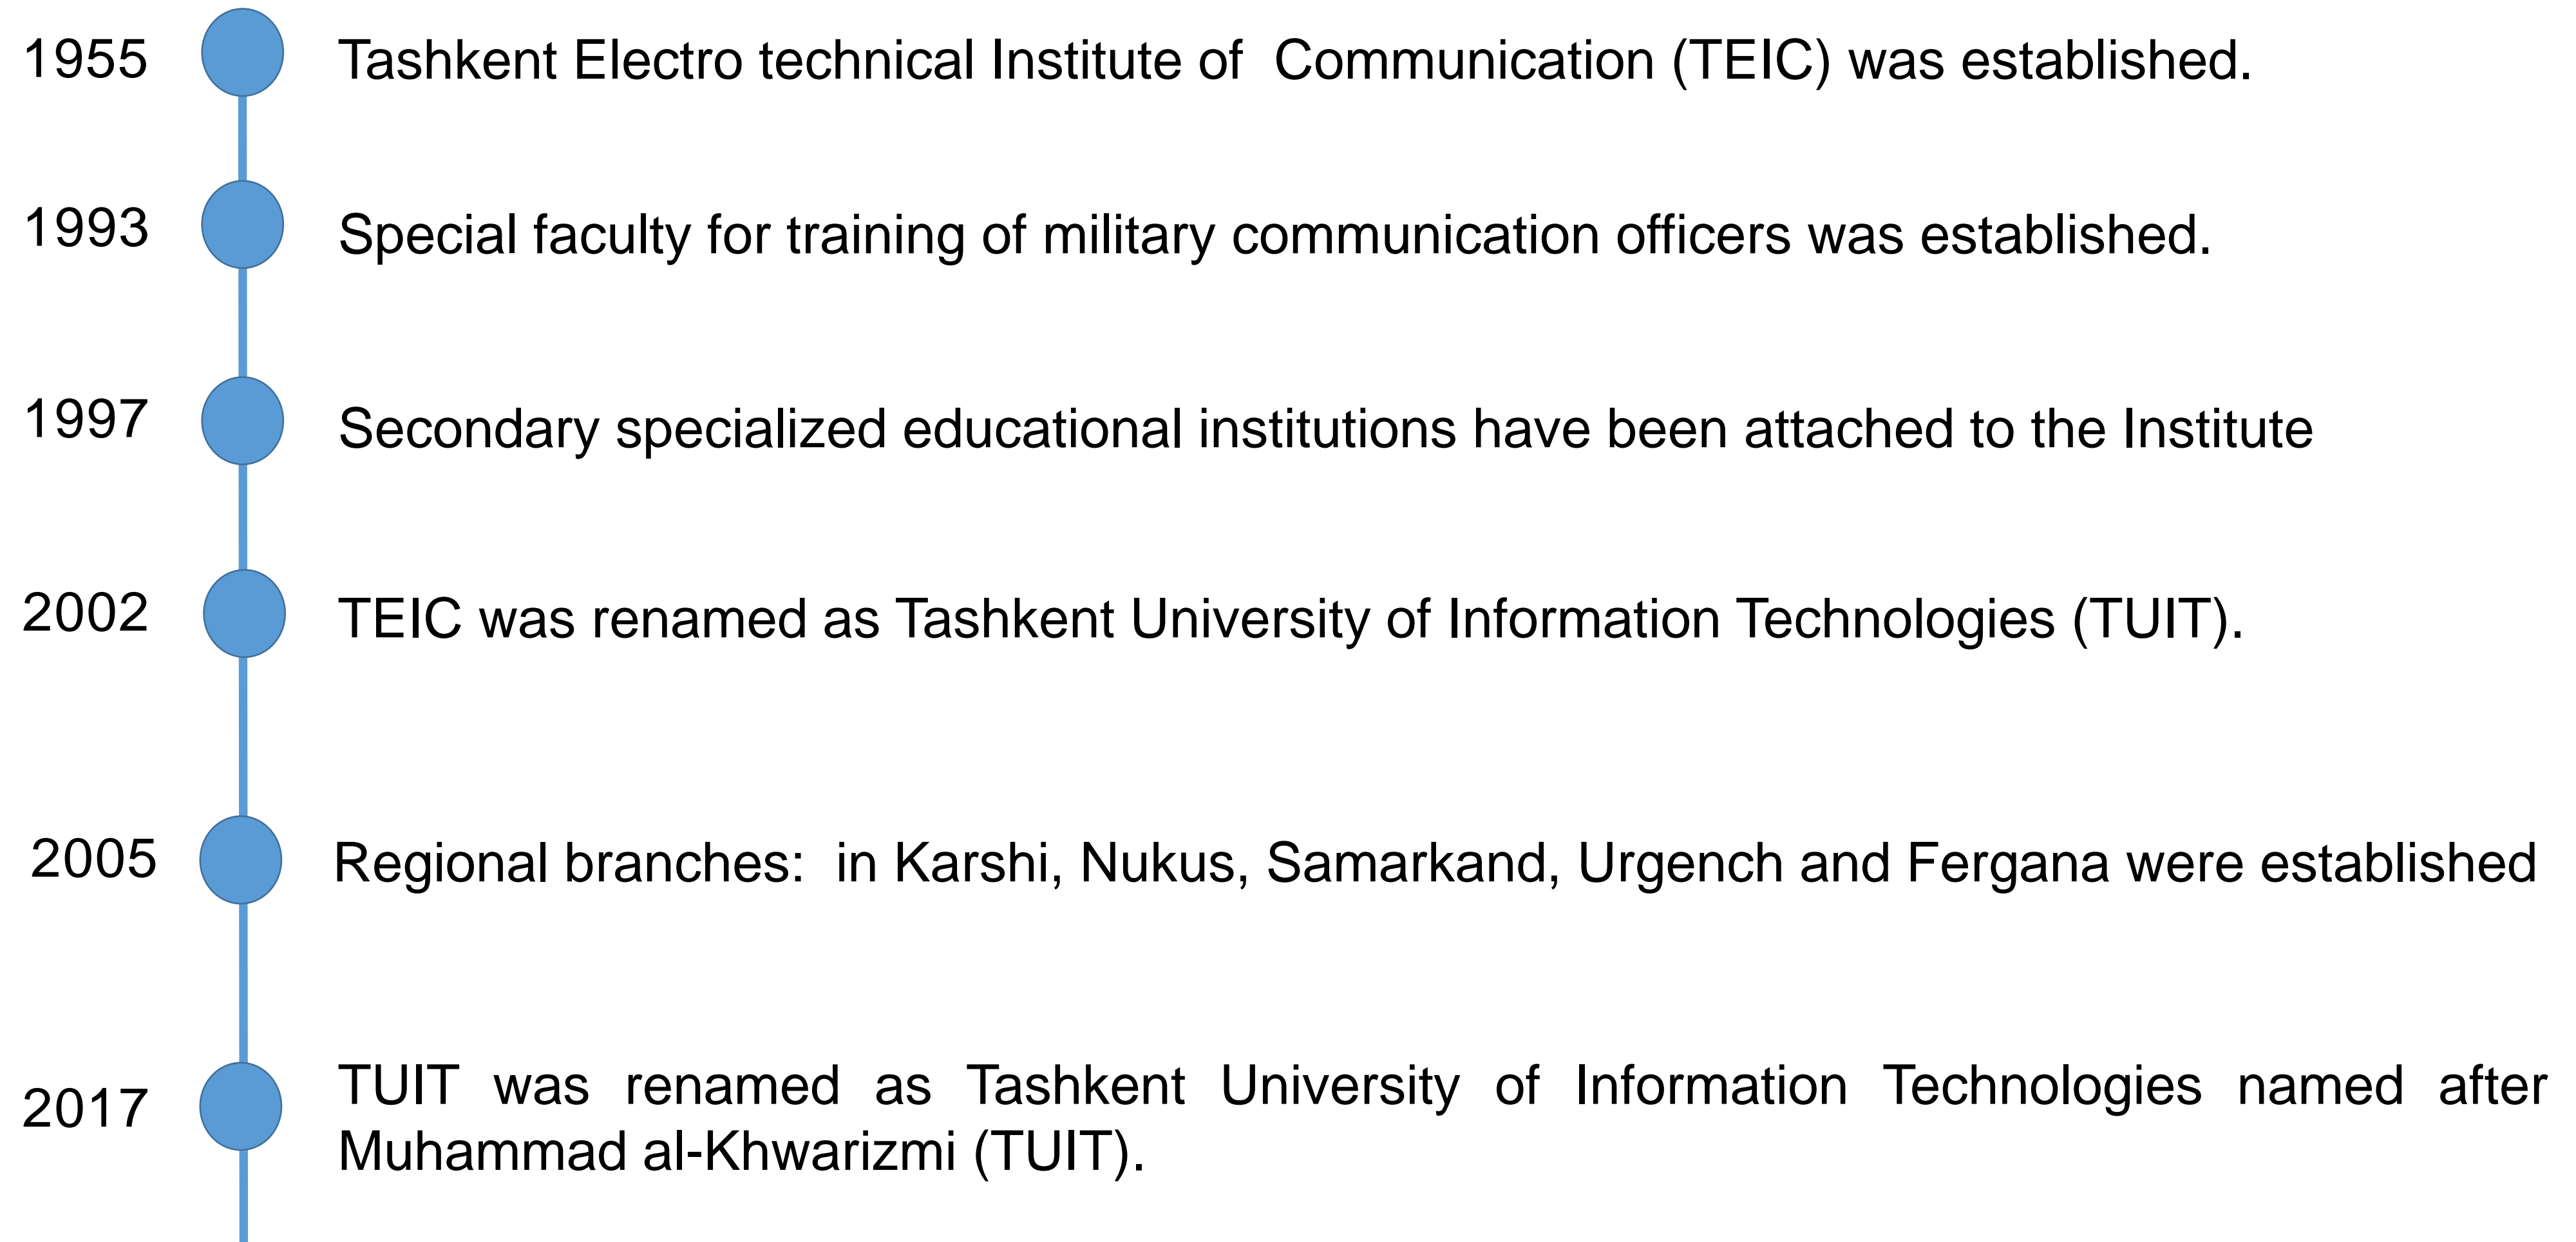 1955 Tashkent Electro technical Institute of  Communication (TEIC) was established.
1993 Special faculty for training of military communication officers was established.
1997 Secondary specialized educational institutions have been attached to the Institute
2002 TEIC was renamed as Tashkent University of Information Technologies (TUIT).
2005 Regional branches:  in Karshi, Nukus, Samarkand, Urgench and Fergana were established
2017 TUIT was renamed as Tashkent University of Information Technologies named after
Muhammad al-Khwarizmi (TUIT).